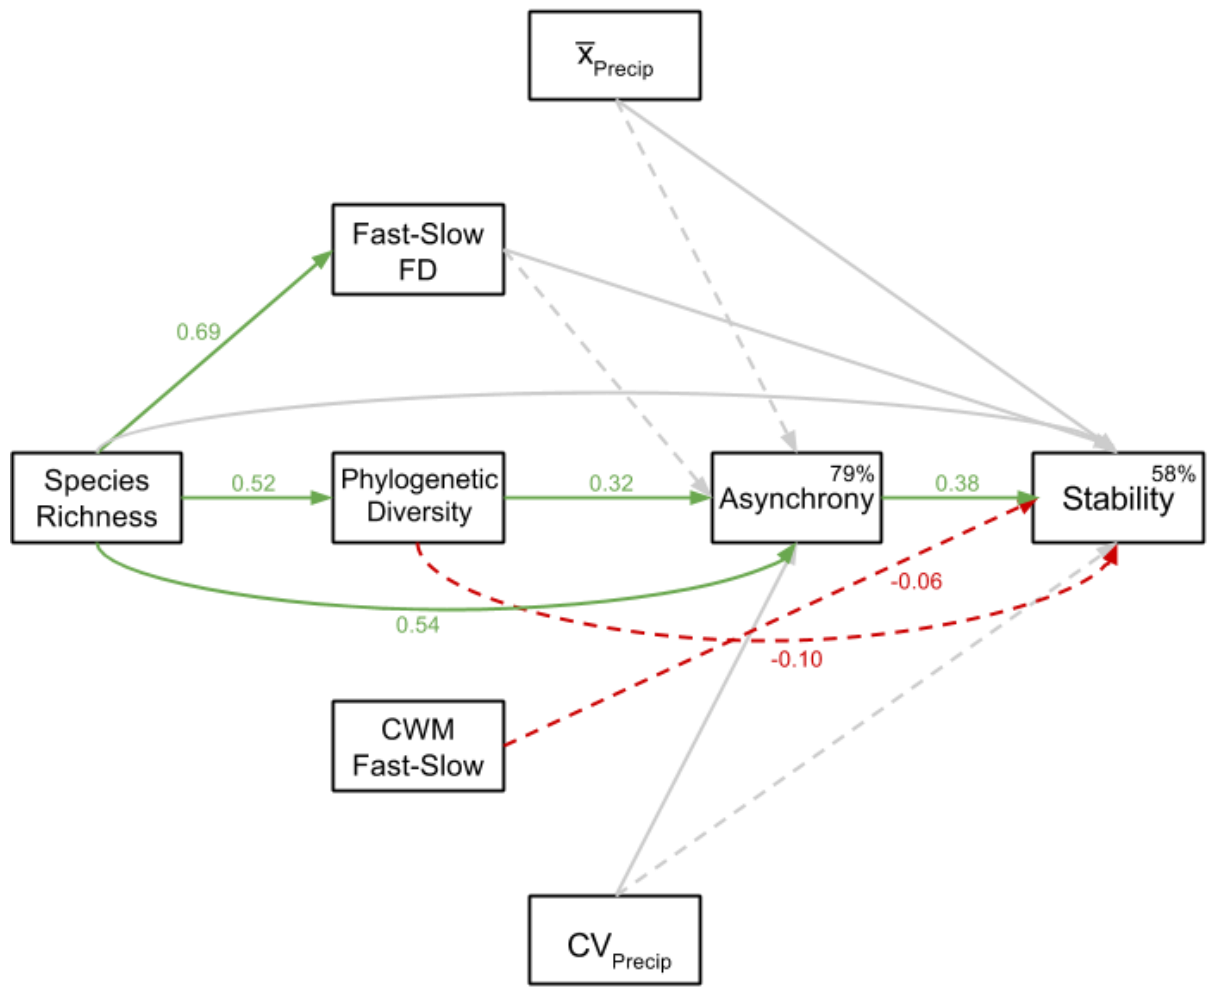 x̅Precip
Fast-Slow
FD
0.69
Species
Richness
0.52
Phylogenetic
Diversity
0.32
79%
Asynchrony
0.38
58%
Stability
0.54
-0.06
-0.10
CWM
Fast-Slow
CVPrecip